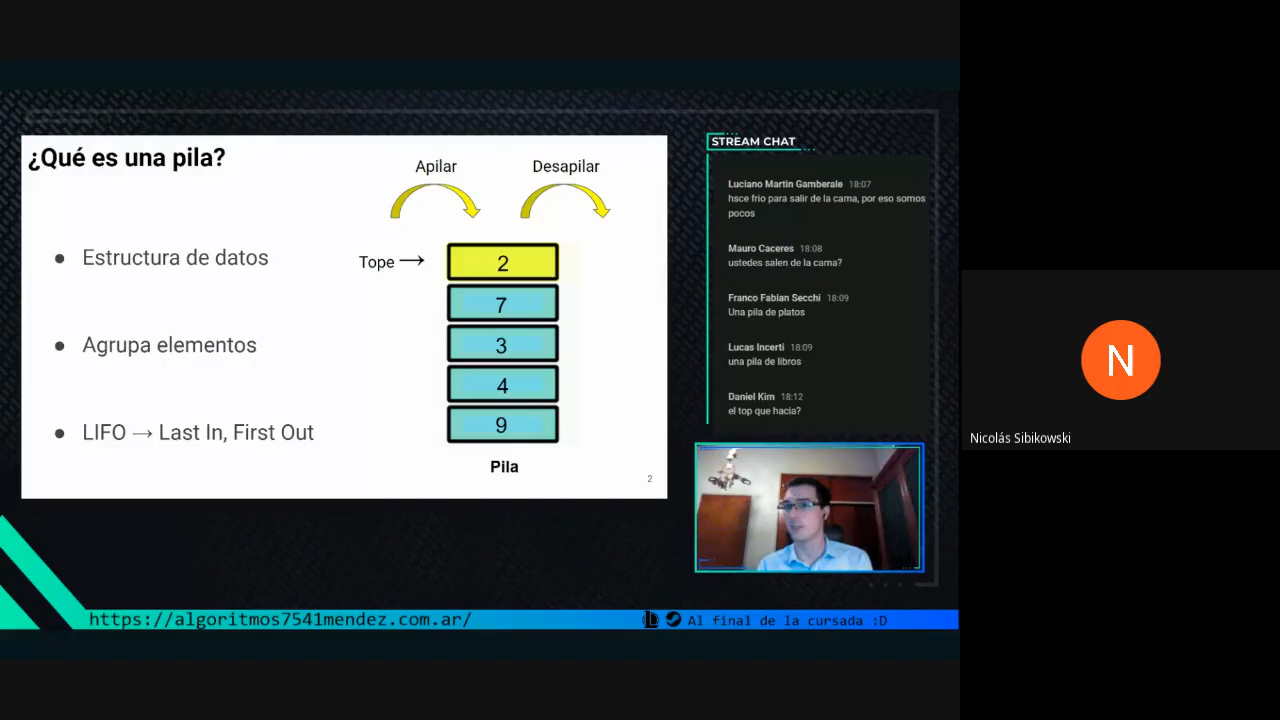 ¿Qué es una pila?
Apilar
Desapilar
● Estructura de datos
● Agrupa elementos
● LIFO → Last In, First Out
Tope →
2
7
3
4
9
Pila
2
STREAM CHAT
Luciano Martin Gamberale 18:07
hsce frio para salir de la cama, por eso somos
pocos
Mauro Caceres 18:08
ustedes salen de la cama?
Franco Fabian Secchi 18:09
Una pila de platos
Lucas Incerti 18:09
una pila de libros
Daniel Kim 18:12
el top que hacia?
https://algoritmos7541mendez.com.ar/
Al final de la cursada :D
N
Nicolás Sibikowski